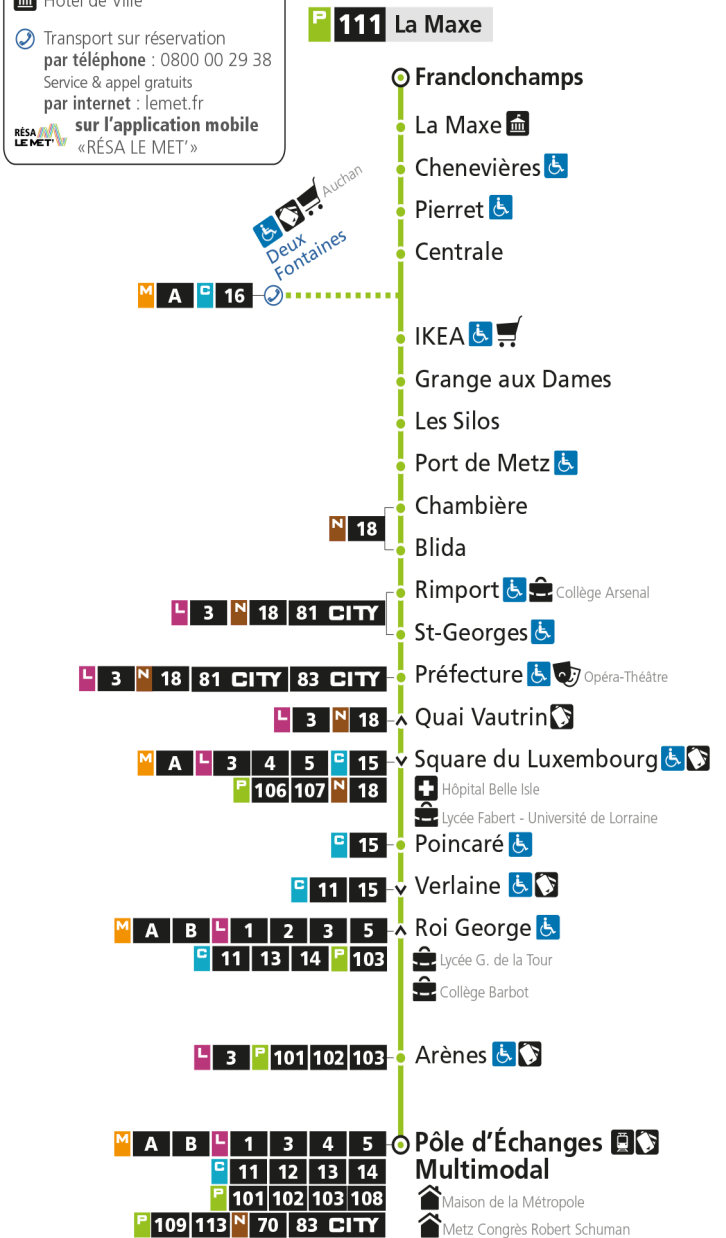 Hôtel de Ville
Transport sur réservation
par téléphone : 0800 00 29 38
Service & appel gratuits
par internet : lemet.fr
RÉSA LE MET' sur l'application mobile
«RÉSA LE MET'»
P 111 La Maxe
Franclonchamps
La Maxe
Chenevières
Pierret
Centrale
Auchan
Deux
Fontaines
M A C 16
IKEA
Grange aux Dames
Les Silos
Port de Metz
Chambière
N 18
Blida
Rimport Collège Arsenal
L 3 N 18 81 CITY
St-Georges
L 3 N 18 81 CITY 83 CITY Préfecture Opéra-Théâtre
L 3 N 18 Quai Vautrin
M A L 3 4 5 C 15 Square du Luxembourg
P 106 107 N 18 Hôpital Belle Isle
Lycée Fabert - Université de Lorraine
C 15 Poincaré
C 11 15 Verlaine
M A B L 1 2 3 5 Roi George
C 11 13 14 P 103 Lycée G. de la Tour
Collège Barbot
L 3 P 101 102 103 Arènes
M A B L 1 3 4 5 Pôle d'Échanges
C 11 12 13 14 Multimodal
P 101 102 103 108 Maison de la Métropole
P 109 113 N 70 83 CITY Metz Congrès Robert Schuman